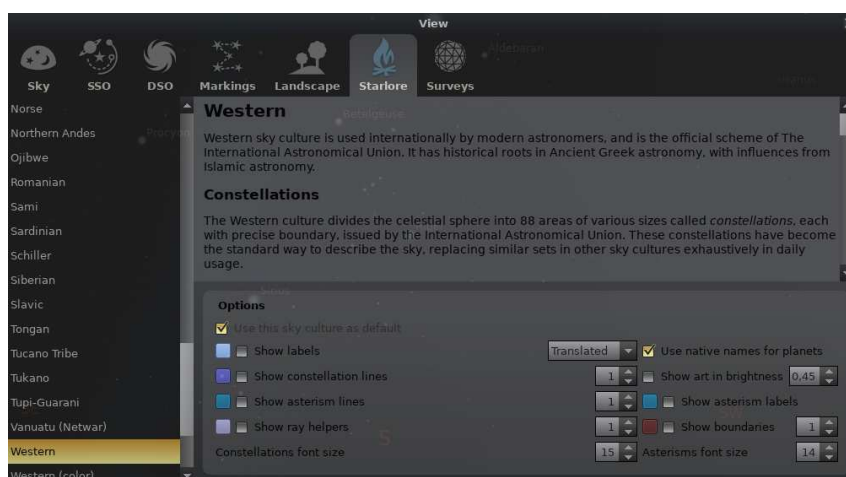 View
Aldebaran
Sky SSO DSO Markings Landscape Starlore Surveys
Norse
Northern Andes
Procyon
Ojibwe
Romanian
Sami
Sardinian
Schiller
Siberian
Slavic
Tongan
Tucano Tribe
Tukano
Tupi-Guarani
Vanuatu (Netwar)
Western
Western (color)
Western
Betelgeuse
Western sky culture is used internationally by modern astronomers, and is the official scheme of The
International Astronomical Union. It has historical roots in Ancient Greek astronomy, with influences from
Islamic astronomy.
Constellations
The Western culture divides the celestial sphere into 88 areas of various sizes called constellations, each
with precise boundary, issued by the International Astronomical Union. These constellations have become
the standard way to describe the sky, replacing similar sets in other sky cultures exhaustively in daily
usage.
Options
Use this sky culture as default
Show labels Translated Use native names for planets
Show constellation lines 1 Show art in brightness 0,45
Show asterism lines 1 Show asterism labels
Show ray helpers 1 Show boundaries 1
S
Constellations font size 15 Asterisms font size 14